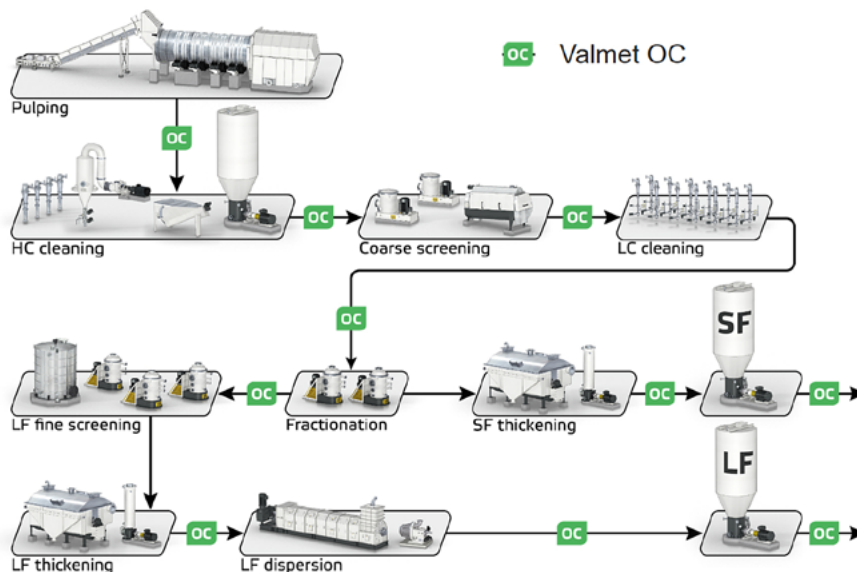 OC Valmet OC
Pulping
OC
HC cleaning
OC
Coarse screening
OC
LC cleaning
OC
SF
LF fine screening
OC
Fractionation
SF thickening
OC
OC
LF
LF thickening
OC
LF dispersion
OC
OC